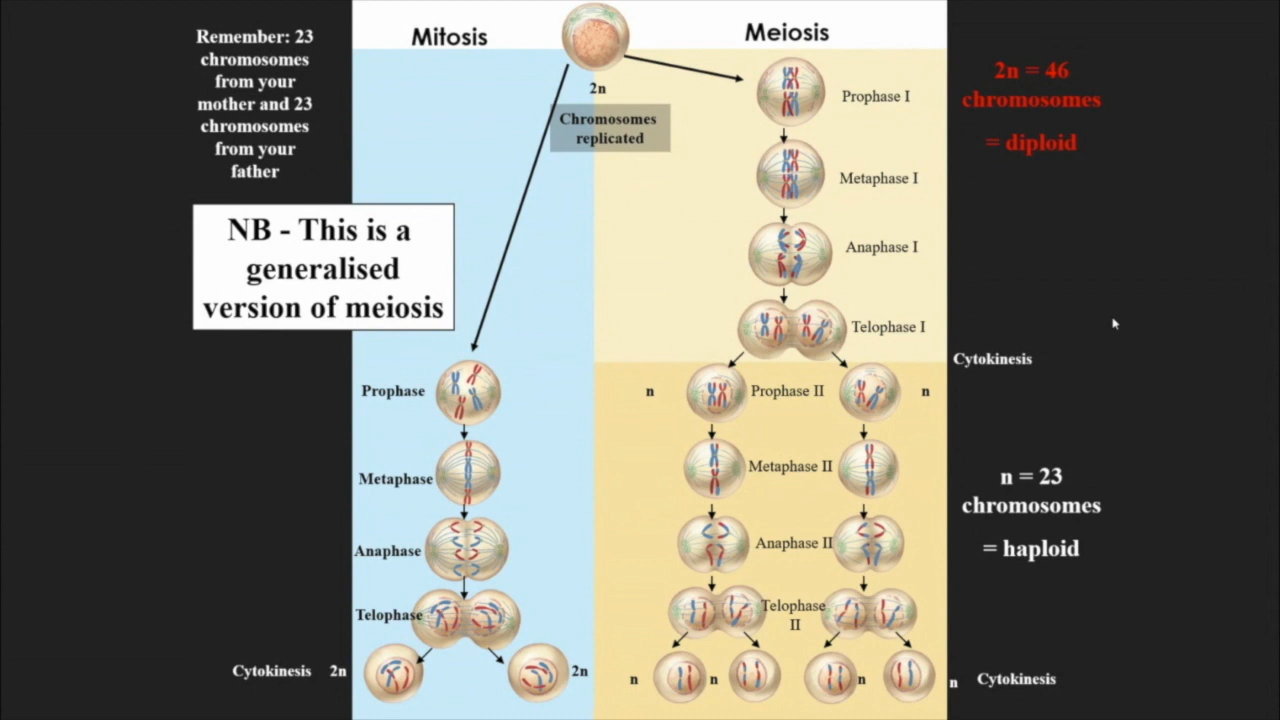 Remember: 23
chromosomes
from your
mother and 23
chromosomes
from your
father
NB - This is a
generalised
version of meiosis
Mitosis
Meiosis
2n
Chromosomes
replicated
Prophase I
Metaphase I
Anaphase I
Telophase I
2n = 46
chromosomes
= diploid
Cytokinesis
Prophase
Metaphase
Anaphase
Telophase
Cytokinesis 2n
2n
n Prophase II n
Metaphase II
Anaphase II
Telophase
II
n n n n Cytokinesis
n = 23
chromosomes
= haploid